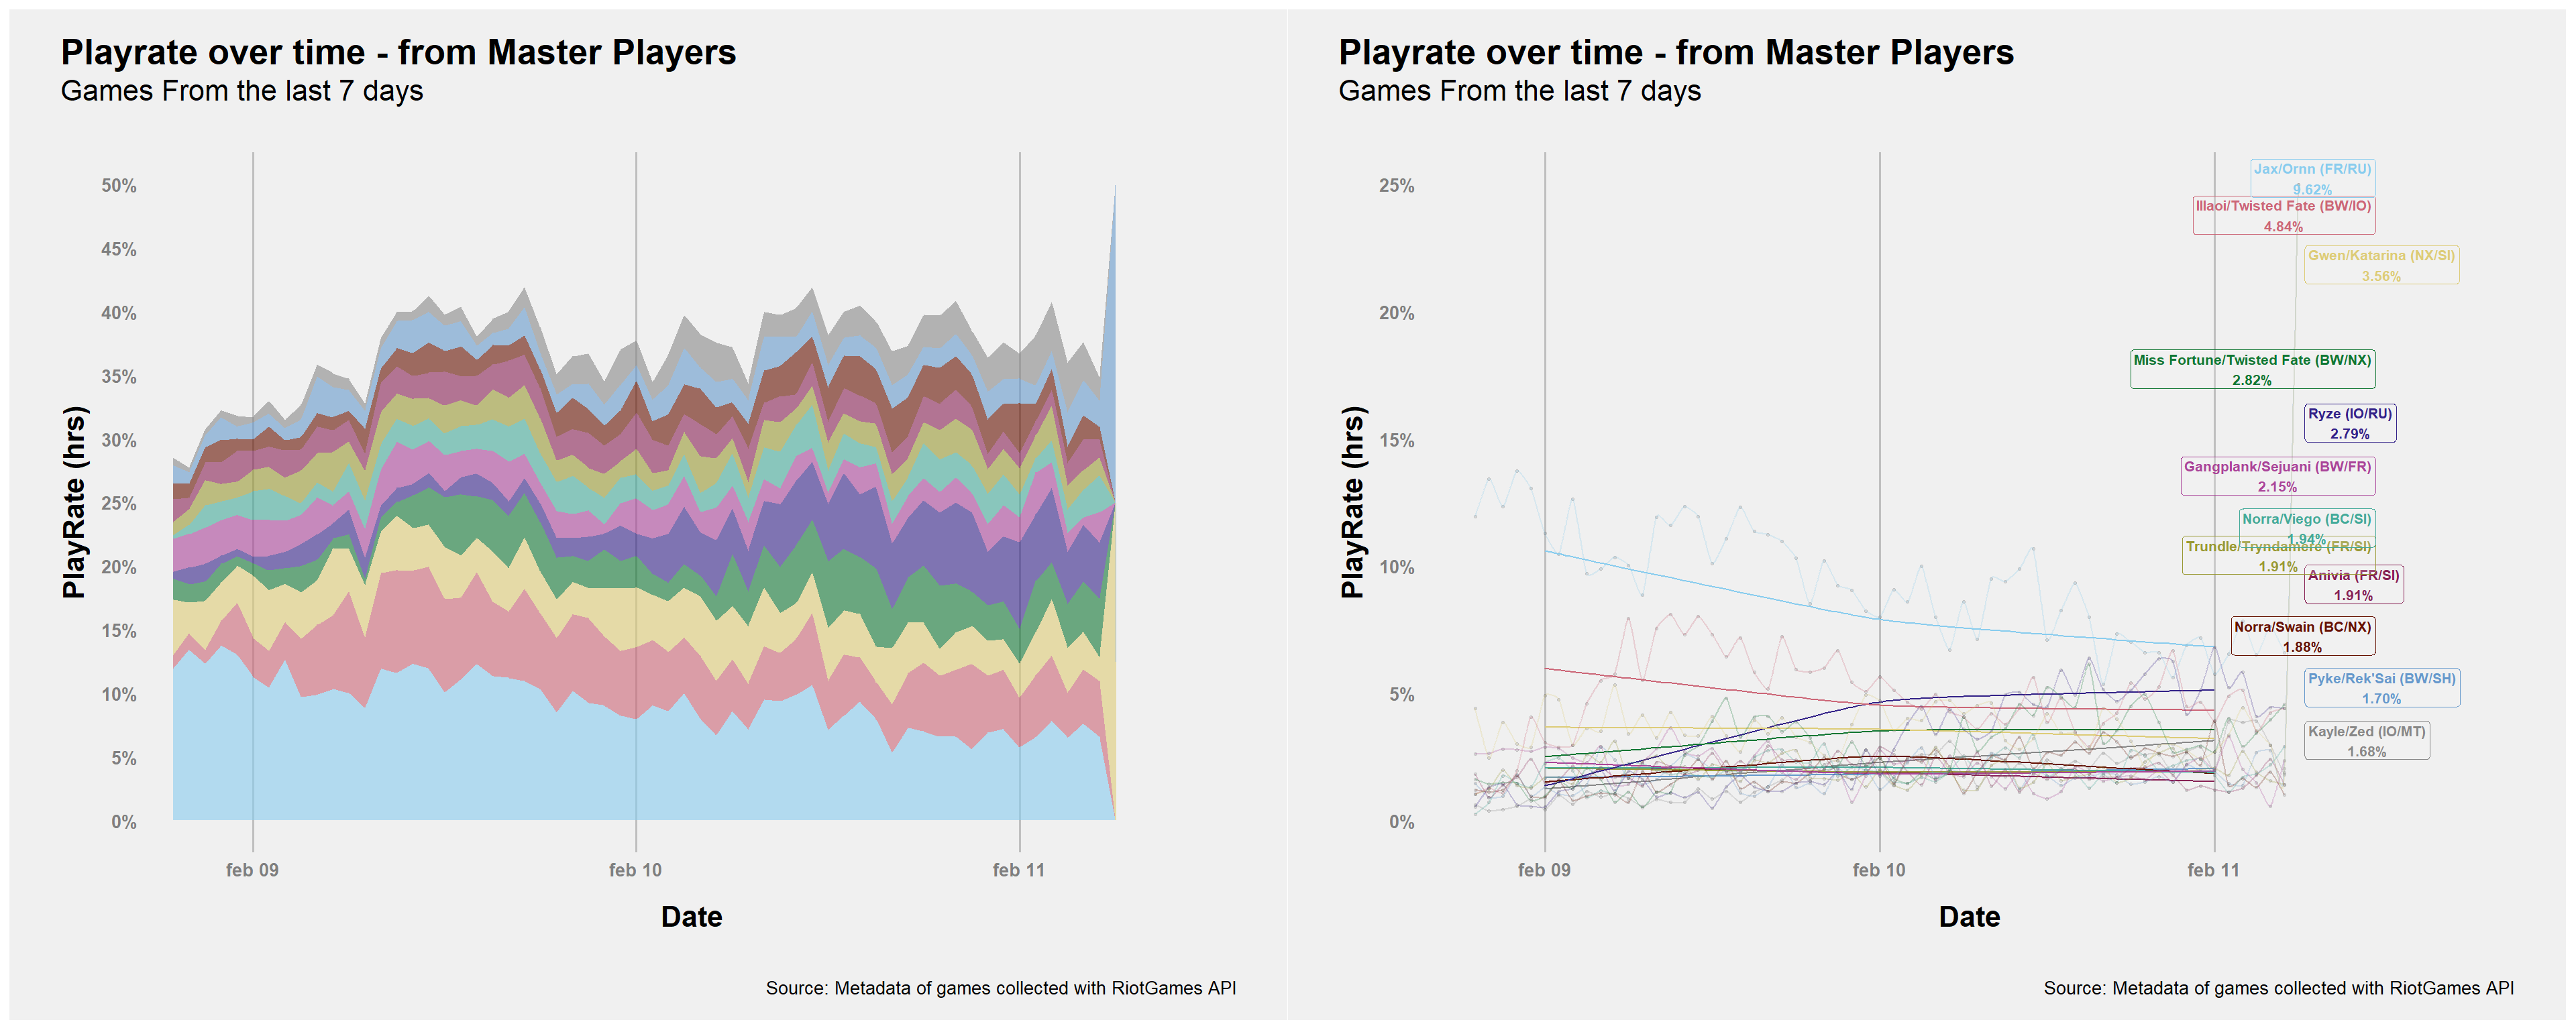 Playrate over time - from Master Players
Games From the last 7 days
PlayRate (hrs)
50%
45%
40%
35%
30%
25%
20%
15%
10%
5%
0%
feb 09
feb 10
feb 11
Date
Source: Metadata of games collected with RiotGames API
Playrate over time - from Master Players
Games From the last 7 days
PlayRate (hrs)
25%
20%
15%
10%
5%
0%
feb 09
feb 10
feb 11
Date
Jax/Ornn (FR/RU)
9.62%
Illaoi/Twisted Fate (BW/IO)
4.84%
Gwen/Katarina (NX/SI)
3.56%
Miss Fortune/Twisted Fate (BW/NX)
2.82%
Ryze (IO/RU)
2.79%
Gangplank/Sejuani (BW/FR)
2.15%
Norra/Viego (BC/SI)
1.94%
Trundle/Tryndamere (FR/SI)
1.91%
Anivia (FR/SI)
1.91%
Norra/Swain (BC/NX)
1.88%
Pyke/Rek'Sai (BW/SH)
1.70%
Kayle/Zed (IO/MT)
1.68%
Source: Metadata of games collected with RiotGames API